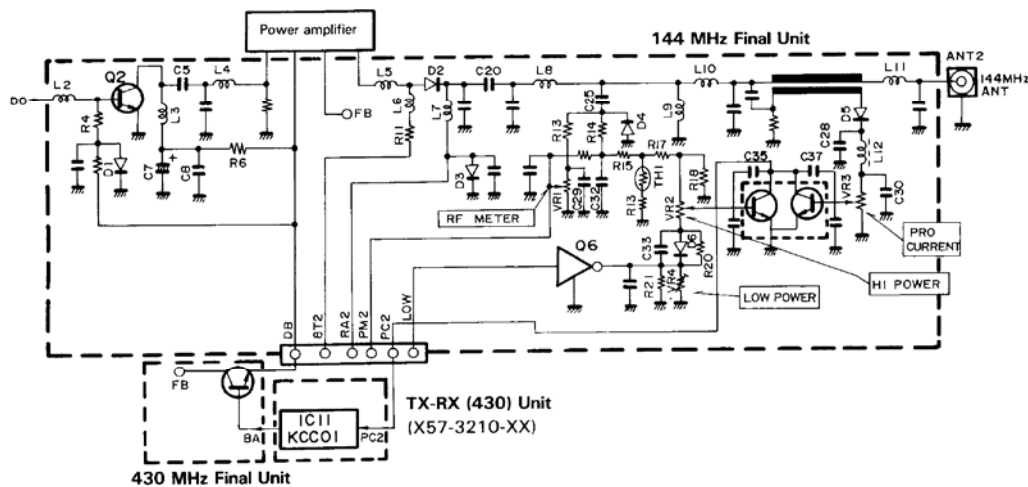 Power amplifier
144 MHz Final Unit
L2
Q2
C5
L4
L5
D2
C20
L8
L10
L11
ANT2
DO
144MHz
ANT
R4
L3
FB
L6
L7
C25
L9
D5
R11
R13
R14
D4
C28
L12
D1
C7
+
C8
R6
D3
R15
R17
C35
C37
VR1
C29
C32
TH1
R13
R18
VR2
VR3
C30
RF METER
Q6
C33
D6
R20
PRO
CURRENT
R21
VR4
HI POWER
LOW POWER
DB
8T2
RA2
PM2
PC2
LOW
FB
TX-RX (430) Unit
IC11
KCC01
(X57-3210-XX)
BA
PC2
430 MHz Final Unit